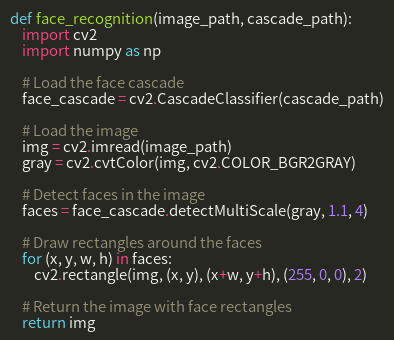 def face_recognition(image_path, cascade_path):
    import cv2
    import numpy as np

    # Load the face cascade
    face_cascade = cv2.CascadeClassifier(cascade_path)

    # Load the image
    img = cv2.imread(image_path)
    gray = cv2.cvtColor(img, cv2.COLOR_BGR2GRAY)

    # Detect faces in the image
    faces = face_cascade.detectMultiScale(gray, 1.1, 4)

    # Draw rectangles around the faces
    for (x, y, w, h) in faces:
        cv2.rectangle(img, (x, y), (x+w, y+h), (255, 0, 0), 2)

    # Return the image with face rectangles
    return img